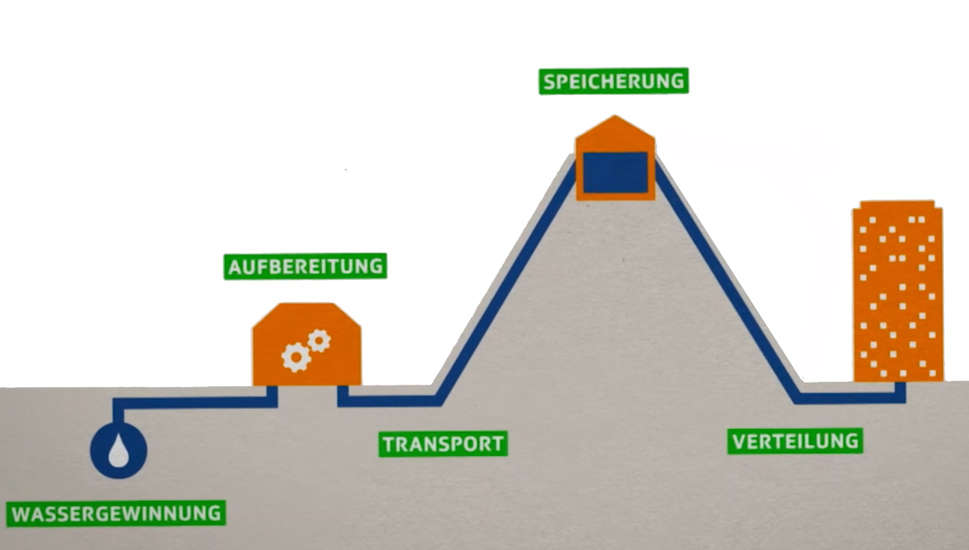 SPEICHERUNG
AUFBEREITUNG
TRANSPORT
VERTEILUNG
WASSERGEWINNUNG